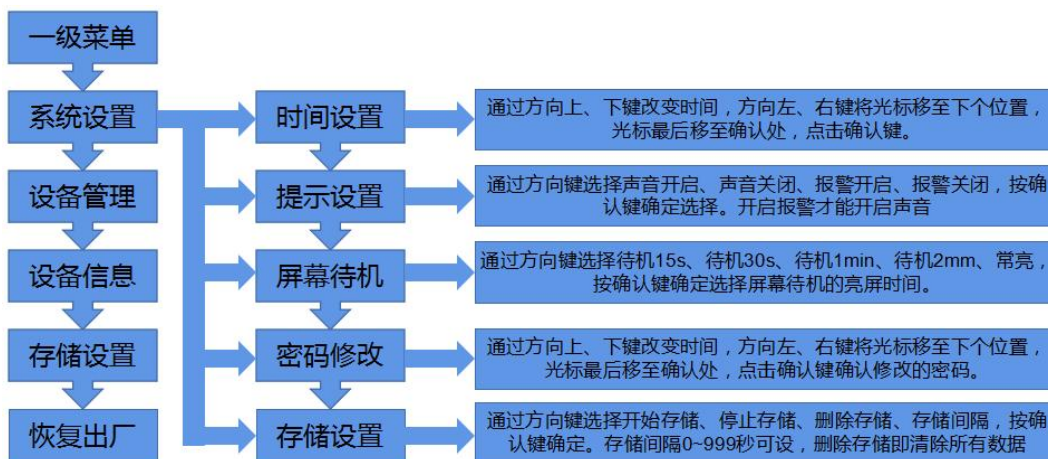 一级菜单
系统设置
设备管理
设备信息
存储设置
恢复出厂
时间设置
通过方向上、下键改变时间，方向左、右键将光标移至下个位置，
光标最后移至确认处，点击确认键。
提示设置
通过方向键选择声音开启、声音关闭、报警开启、报警关闭，按确
认键确定选择。开启报警才能开启声音
屏幕待机
通过方向键选择待机15s、待机30s、待机1min、待机2mm、常亮，
按确认键确定选择屏幕待机的亮屏时间。
密码修改
通过方向上、下键改变时间，方向左、右键将光标移至下个位置，
光标最后移至确认处，点击确认键确认修改的密码。
存储设置
通过方向键选择开始存储、停止存储、删除存储、存储间隔，按确
认键确定。存储间隔0~999秒可设，删除存储即清除所有数据